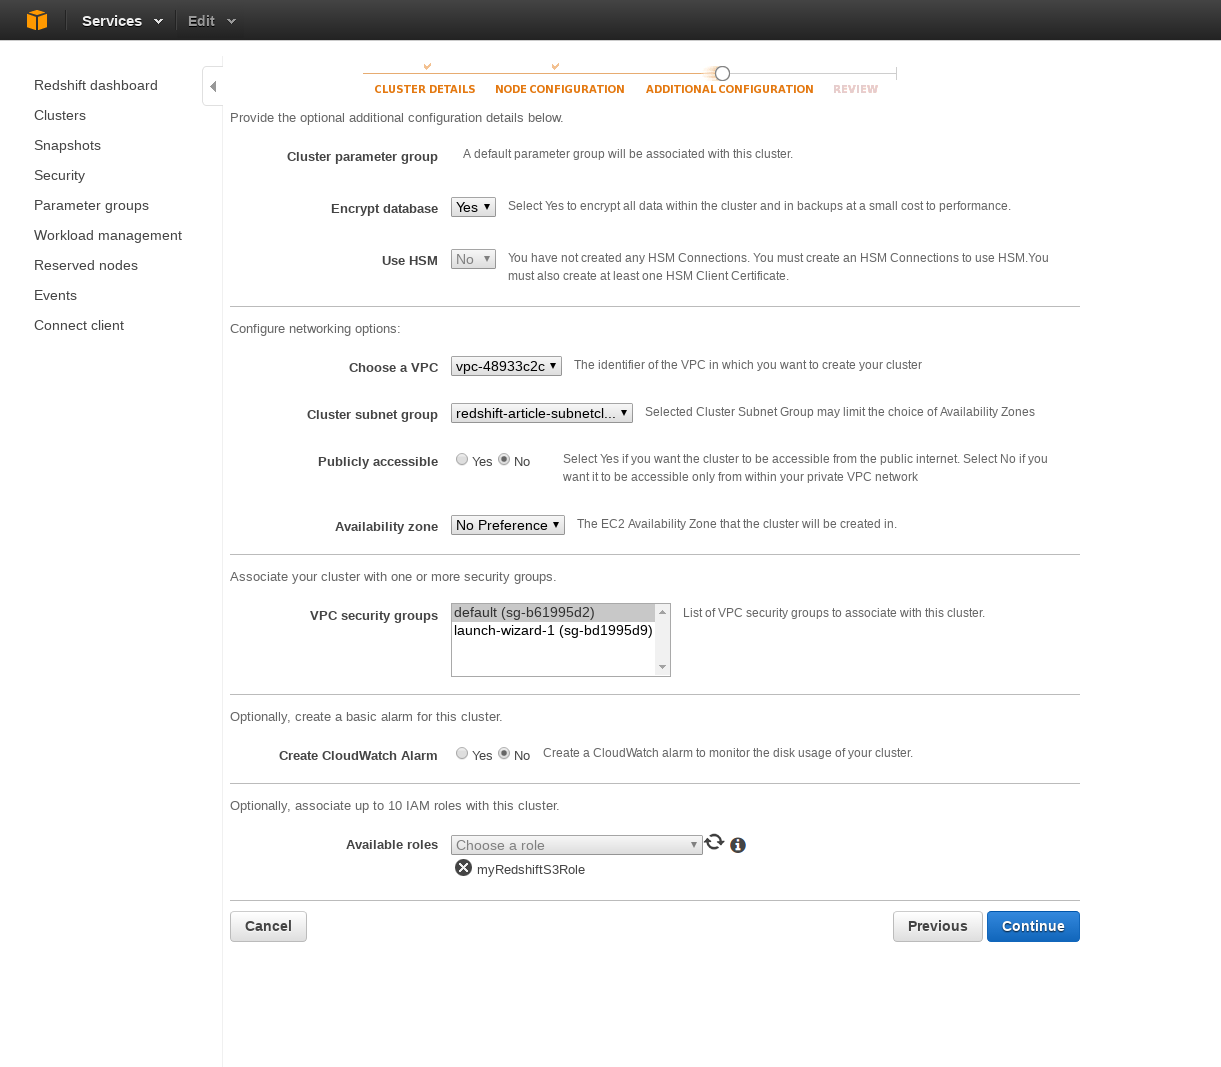 Services Edit
Redshift dashboard
Clusters
Snapshots
Security
Parameter groups
Workload management
Reserved nodes
Events
Connect client
CLUSTER DETAILS NODE CONFIGURATION ADDITIONAL CONFIGURATION REVIEW
Provide the optional additional configuration details below.
Cluster parameter group A default parameter group will be associated with this cluster.
Encrypt database Yes Select Yes to encrypt all data within the cluster and in backups at a small cost to performance.
Use HSM No You have not created any HSM Connections. You must create an HSM Connections to use HSM.You
must also create at least one HSM Client Certificate.
Configure networking options:
Choose a VPC vpc-48933c2c The identifier of the VPC in which you want to create your cluster
Cluster subnet group redshift-article-subnetcl... Selected Cluster Subnet Group may limit the choice of Availability Zones
Publicly accessible Yes No Select Yes if you want the cluster to be accessible from the public internet. Select No if you
want it to be accessible only from within your private VPC network
Availability zone No Preference The EC2 Availability Zone that the cluster will be created in.
Associate your cluster with one or more security groups.
VPC security groups default (sg-b61995d2) List of VPC security groups to associate with this cluster.
launch-wizard-1 (sg-bd1995d9)
Optionally, create a basic alarm for this cluster.
Create CloudWatch Alarm Yes No Create a CloudWatch alarm to monitor the disk usage of your cluster.
Optionally, associate up to 10 IAM roles with this cluster.
Available roles Choose a role
myRedshiftS3Role
Cancel Previous Continue